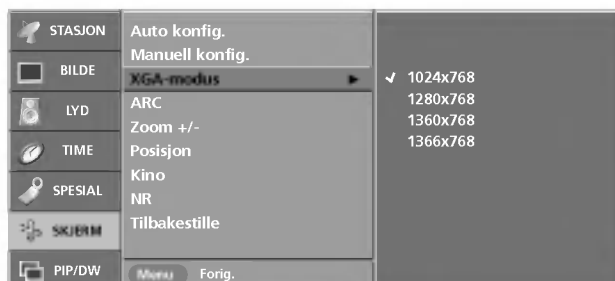 STASJON
BILDE
LYD
TIME
SPESIAL
SKJERM
PIP/DW
Auto konfig.
Manuell konfig.
XGA-modus
ARC
Zoom +/-
Posisjon
Kino
NR
Tilbakestille
Menu Forig.
1024x768
1280x768
1360x768
1366x768